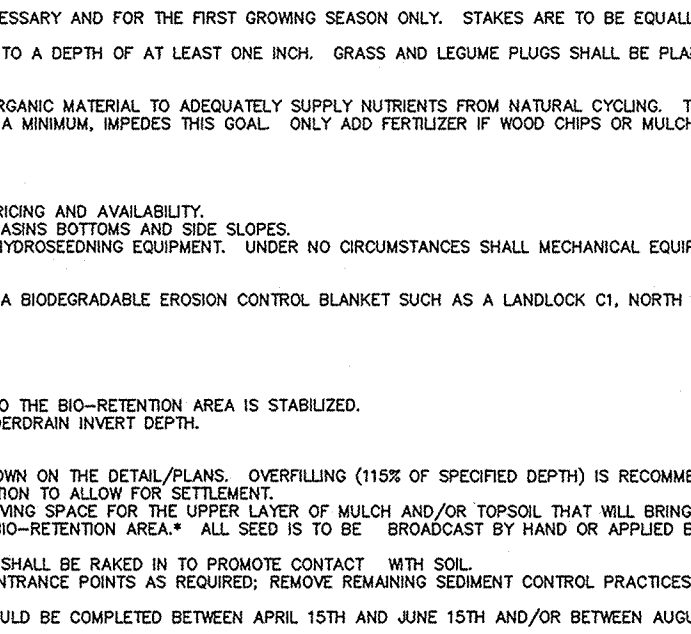 ESSARY AND FOR THE FIRST GROWING SEASON ONLY. STAKES ARE TO BE EQUALL
TO A DEPTH OF AT LEAST ONE INCH. GRASS AND LEGUME PLUGS SHALL BE PLA
RGANIC MATERIAL TO ADEQUATELY SUPPLY NUTRIENTS FROM NATURAL CYCLING. T
A MINIMUM, IMPEDES THIS GOAL. ONLY ADD FERTILIZER IF WOOD CHIPS OR MULCH
RICING AND AVAILABILITY.
ASINS BOTTOMS AND SIDE SLOPES.
HYDROSEEDNING EQUIPMENT. UNDER NO CIRCUMSTANCES SHALL MECHANICAL EQUIP
A BIODEGRADABLE EROSION CONTROL BLANKET SUCH AS A LANDLOCK C1, NORTH
O THE BIO-RETENTION AREA IS STABILIZED.
DERDRAIN INVERT DEPTH.
OWN ON THE DETAIL/PLANS. OVERFILLING (115% OF SPECIFIED DEPTH) IS RECOMME
TION TO ALLOW FOR SETTLEMENT.
VING SPACE FOR THE UPPER LAYER OF MULCH AND/OR TOPSOIL THAT WILL BRING
BIO-RETENTION AREA.* ALL SEED IS TO BE BROADCAST BY HAND OR APPLIED B
SHALL BE RAKED IN TO PROMOTE CONTACT WITH SOIL.
NTRANCE POINTS AS REQUIRED; REMOVE REMAINING SEDIMENT CONTROL PRACTICES
OULD BE COMPLETED BETWEEN APRIL 15TH AND JUNE 15TH AND/OR BETWEEN AUGU